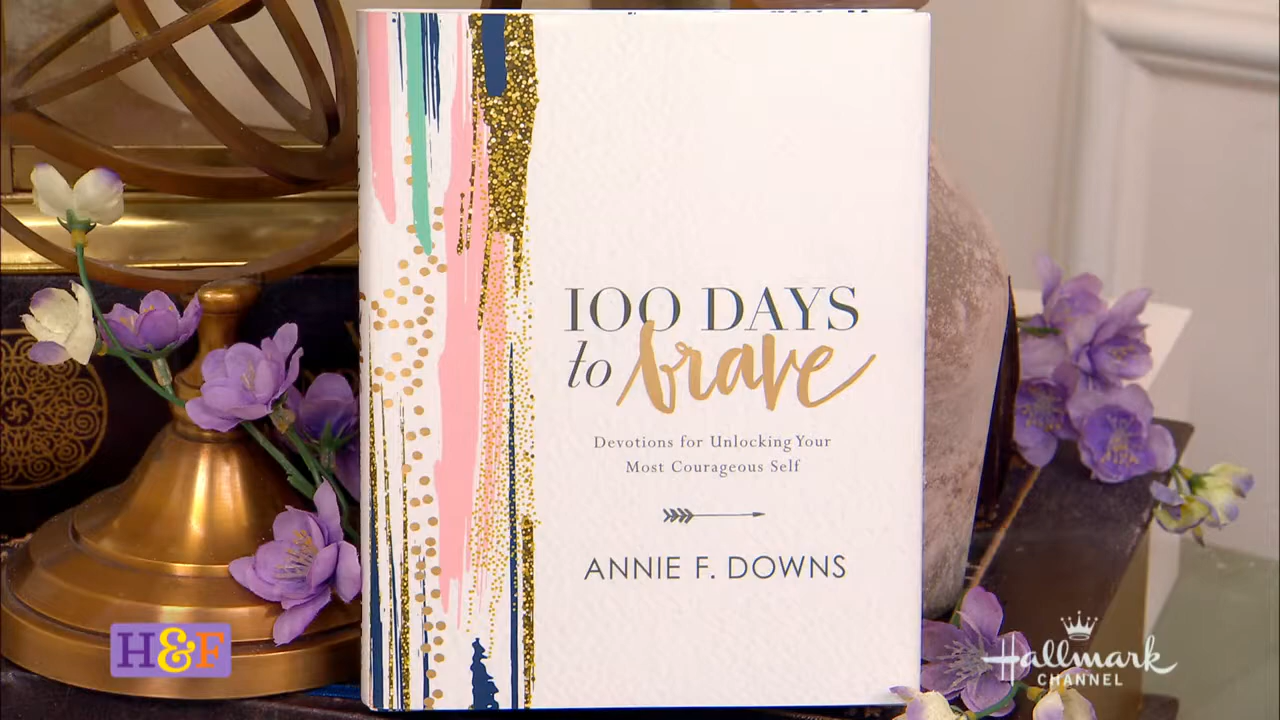 100 DAYS
to brave
Devotions for Unlocking Your
Most Courageous Self
ANNIE F. DOWNS
H&F
Hallmark
CHANNEL